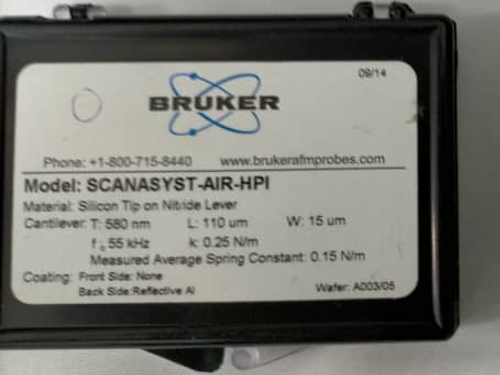 09/14
BRUKER
Phone: +1-800-715-8440 www.brukerafmprobes.com
Model: SCANASYST-AIR-HPI
Material: Silicon Tip on Nitride Lever
Cantilever: T: 580 nm L: 110 um W: 15 um
f₀ 55 kHz k: 0.25 N/m
Measured Average Spring Constant: 0.15 N/m
Coating: Front Side: None
Back Side:Reflective Al
Wafer: A003/05